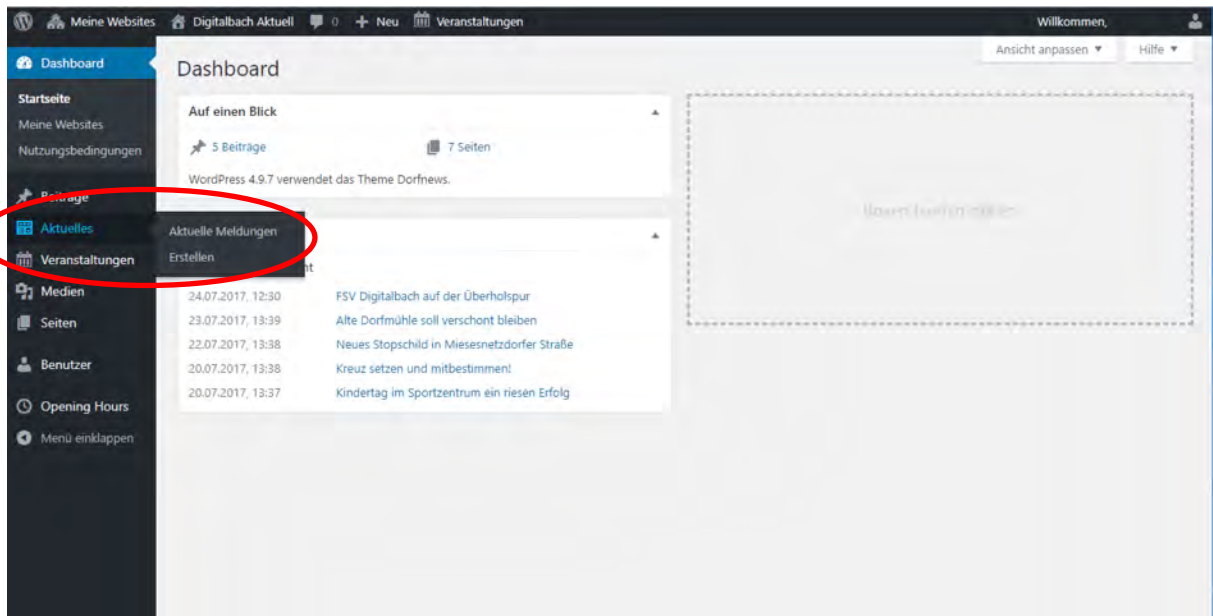 Meine Websites Digitalbach Aktuell 0 Neu Veranstaltungen Willkommen,
Ansicht anpassen Hilfe
Dashboard
Startseite
Meine Websites
Nutzungsbedingungen
Beiträge
Aktuelles
Veranstaltungen
Medien
Seiten
Benutzer
Opening Hours
Menü einklappen
Aktuelle Meldungen
Erstellen
Dashboard
Auf einen Blick
5 Beiträge 7 Seiten
WordPress 4.9.7 verwendet das Theme Dorfnews.
24.07.2017, 12:30 FSV Digitalbach auf der Überholspur
23.07.2017, 13:39 Alte Dorfmühle soll verschont bleiben
22.07.2017, 13:38 Neues Stopschild in Miesesnetzdorfer Straße
20.07.2017, 13:38 Kreuz setzen und mitbestimmen!
20.07.2017, 13:37 Kindertag im Sportzentrum ein riesen Erfolg